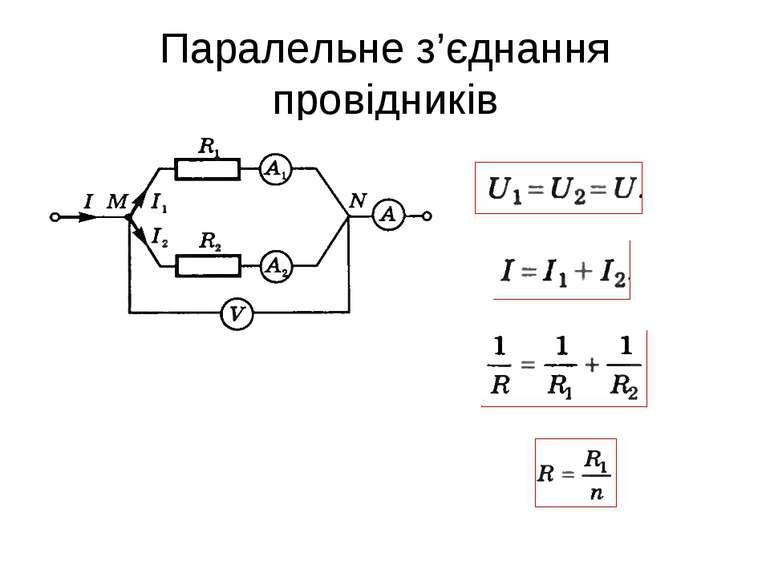 Паралельне з’єднання
провідників
R₁
A₁
I M I₁ N A
I₂
R₂
A₂
V
U₁ = U₂ = U.
I = I₁ + I₂.
1/R = 1/R₁ + 1/R₂
R = R₁/n